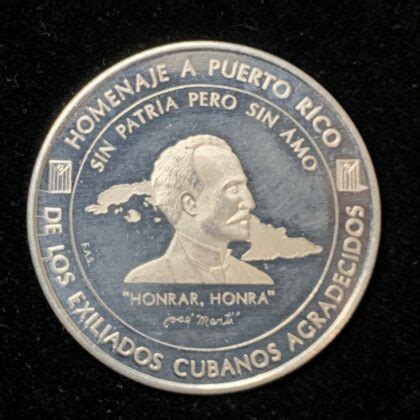 HOMENAJE A PUERTO RICO
DE LOS EXILIADOS CUBANOS AGRADECIDOS
SIN PATRIA PERO SIN AMO
F.A.S.
"HONRAR, HONRA"
José Martí